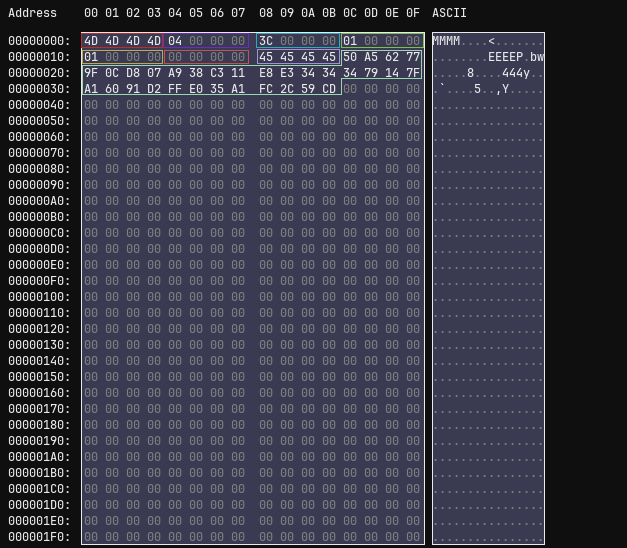 Address 00 01 02 03 04 05 06 07 08 09 0A 0B 0C 0D 0E 0F ASCII
00000000: 4D 4D 4D 4D 04 00 00 00 3C 00 00 00 01 00 00 00 MMMM....<.......
00000010: 01 00 00 00 00 00 00 00 45 45 45 45 50 A5 62 77 ........EEEEP.bw
00000020: 9F 0C D8 07 A9 38 C3 11 E8 E3 34 34 34 79 14 7F .....8....444y..
00000030: A1 60 91 D2 FF E0 35 A1 FC 2C 59 CD 00 00 00 00 .`....5..,Y.....
00000040: 00 00 00 00 00 00 00 00 00 00 00 00 00 00 00 00 ................
00000050: 00 00 00 00 00 00 00 00 00 00 00 00 00 00 00 00 ................
00000060: 00 00 00 00 00 00 00 00 00 00 00 00 00 00 00 00 ................
00000070: 00 00 00 00 00 00 00 00 00 00 00 00 00 00 00 00 ................
00000080: 00 00 00 00 00 00 00 00 00 00 00 00 00 00 00 00 ................
00000090: 00 00 00 00 00 00 00 00 00 00 00 00 00 00 00 00 ................
000000A0: 00 00 00 00 00 00 00 00 00 00 00 00 00 00 00 00 ................
000000B0: 00 00 00 00 00 00 00 00 00 00 00 00 00 00 00 00 ................
000000C0: 00 00 00 00 00 00 00 00 00 00 00 00 00 00 00 00 ................
000000D0: 00 00 00 00 00 00 00 00 00 00 00 00 00 00 00 00 ................
000000E0: 00 00 00 00 00 00 00 00 00 00 00 00 00 00 00 00 ................
000000F0: 00 00 00 00 00 00 00 00 00 00 00 00 00 00 00 00 ................
00000100: 00 00 00 00 00 00 00 00 00 00 00 00 00 00 00 00 ................
00000110: 00 00 00 00 00 00 00 00 00 00 00 00 00 00 00 00 ................
00000120: 00 00 00 00 00 00 00 00 00 00 00 00 00 00 00 00 ................
00000130: 00 00 00 00 00 00 00 00 00 00 00 00 00 00 00 00 ................
00000140: 00 00 00 00 00 00 00 00 00 00 00 00 00 00 00 00 ................
00000150: 00 00 00 00 00 00 00 00 00 00 00 00 00 00 00 00 ................
00000160: 00 00 00 00 00 00 00 00 00 00 00 00 00 00 00 00 ................
00000170: 00 00 00 00 00 00 00 00 00 00 00 00 00 00 00 00 ................
00000180: 00 00 00 00 00 00 00 00 00 00 00 00 00 00 00 00 ................
00000190: 00 00 00 00 00 00 00 00 00 00 00 00 00 00 00 00 ................
000001A0: 00 00 00 00 00 00 00 00 00 00 00 00 00 00 00 00 ................
000001B0: 00 00 00 00 00 00 00 00 00 00 00 00 00 00 00 00 ................
000001C0: 00 00 00 00 00 00 00 00 00 00 00 00 00 00 00 00 ................
000001D0: 00 00 00 00 00 00 00 00 00 00 00 00 00 00 00 00 ................
000001E0: 00 00 00 00 00 00 00 00 00 00 00 00 00 00 00 00 ................
000001F0: 00 00 00 00 00 00 00 00 00 00 00 00 00 00 00 00 ................